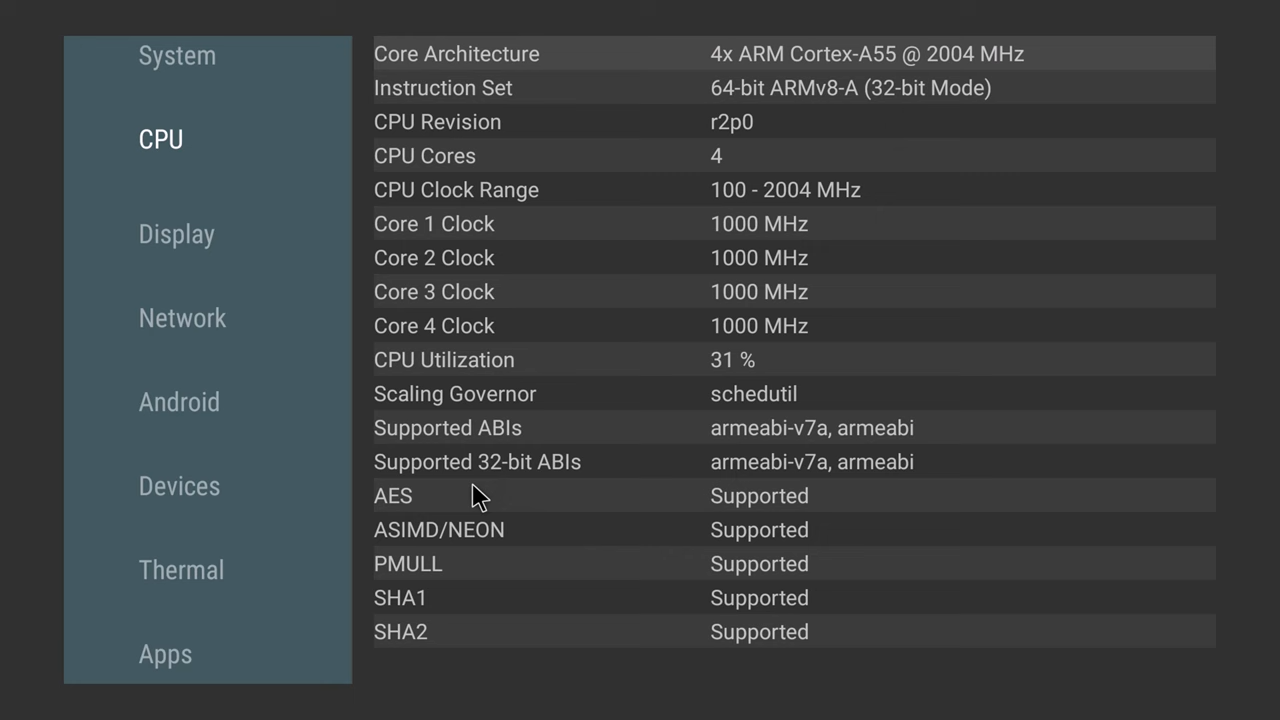 System
CPU
Display
Network
Android
Devices
Thermal
Apps
Core Architecture 4x ARM Cortex-A55 @ 2004 MHz
Instruction Set 64-bit ARMv8-A (32-bit Mode)
CPU Revision r2p0
CPU Cores 4
CPU Clock Range 100 - 2004 MHz
Core 1 Clock 1000 MHz
Core 2 Clock 1000 MHz
Core 3 Clock 1000 MHz
Core 4 Clock 1000 MHz
CPU Utilization 31 %
Scaling Governor schedutil
Supported ABIs armeabi-v7a, armeabi
Supported 32-bit ABIs armeabi-v7a, armeabi
AES Supported
ASIMD/NEON Supported
PMULL Supported
SHA1 Supported
SHA2 Supported